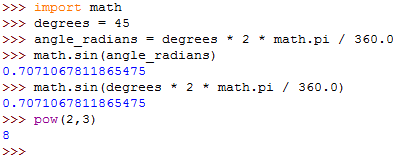 >>> import math
>>> degrees = 45
>>> angle_radians = degrees * 2 * math.pi / 360.0
>>> math.sin(angle_radians)
0.7071067811865475
>>> math.sin(degrees * 2 * math.pi / 360.0)
0.7071067811865475
>>> pow(2,3)
8
>>>